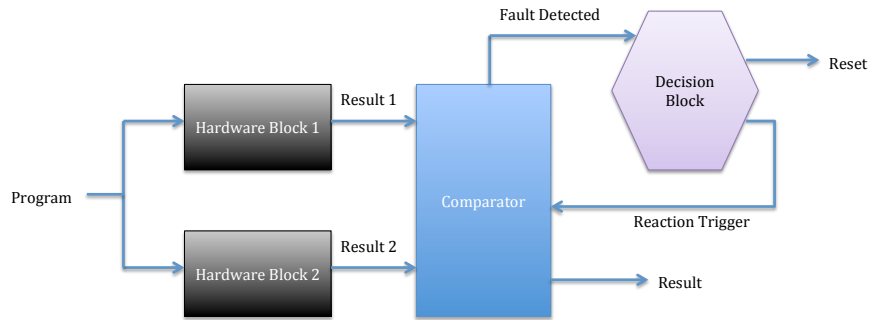 Fault Detected
Reset
Decision
Block
Result 1
Hardware Block 1
Program
Comparator
Reaction Trigger
Result 2
Hardware Block 2
Result